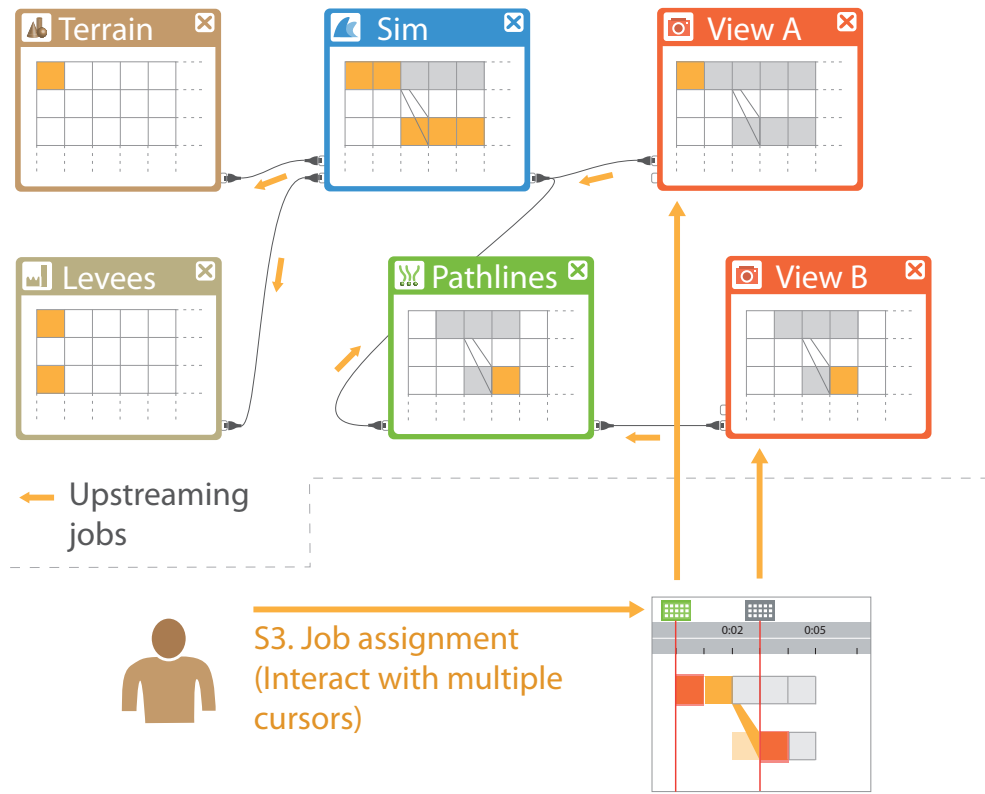 Terrain
Sim
View A
Levees
Pathlines
View B
Upstreaming
jobs
S3. Job assignment
(Interact with multiple
cursors)
0:02 0:05